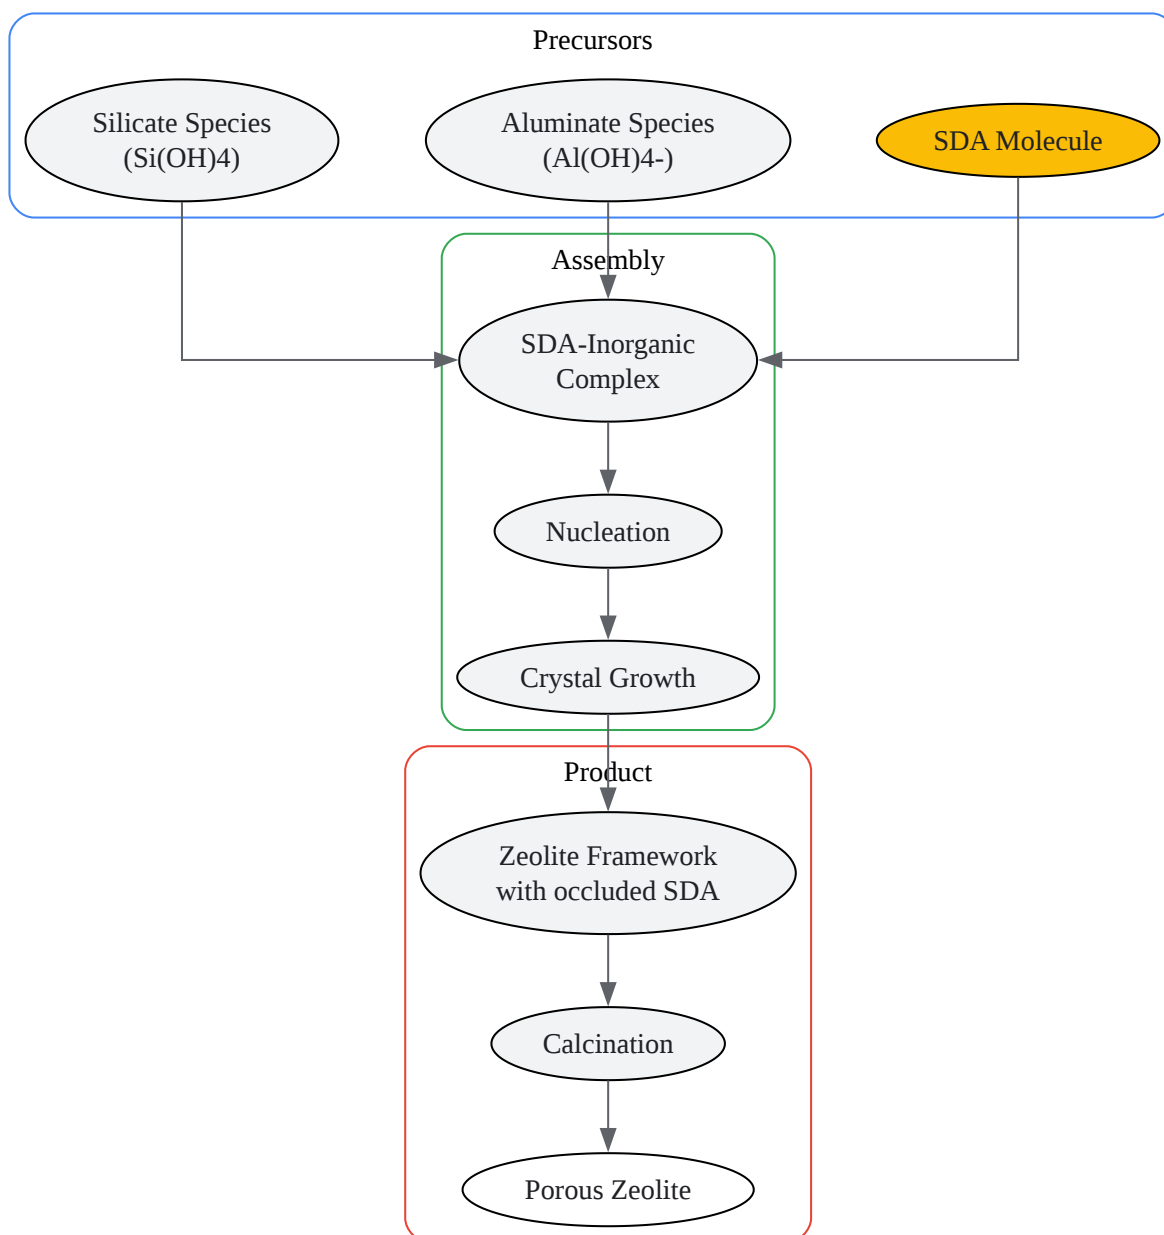 Precursors
Silicate Species
(Si(OH)4)
Aluminate Species
(Al(OH)4-)
SDA Molecule
Assembly
SDA-Inorganic
Complex
Nucleation
Crystal Growth
Product
Zeolite Framework
with occluded SDA
Calcination
Porous Zeolite